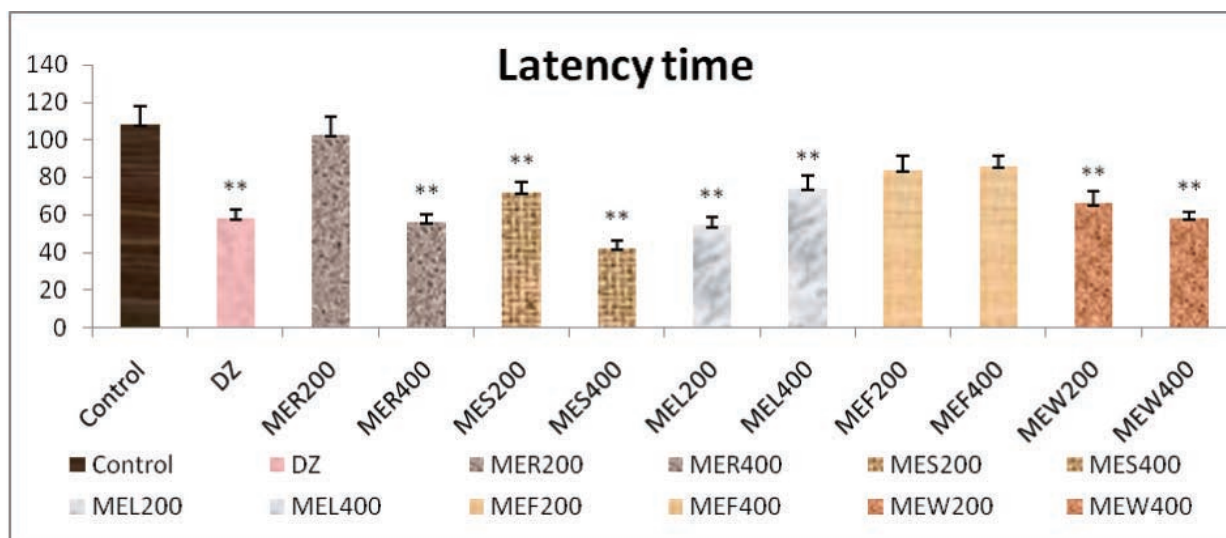 Latency time
140
120
100
80
60
40
20
0
** ** ** ** ** ** ** **
Control DZ MER200 MER400 MES200 MES400 MEL200 MEL400 MEF200 MEF400 MEW200 MEW400
Control DZ MER200 MER400 MES200 MES400
MEL200 MEL400 MEF200 MEF400 MEW200 MEW400